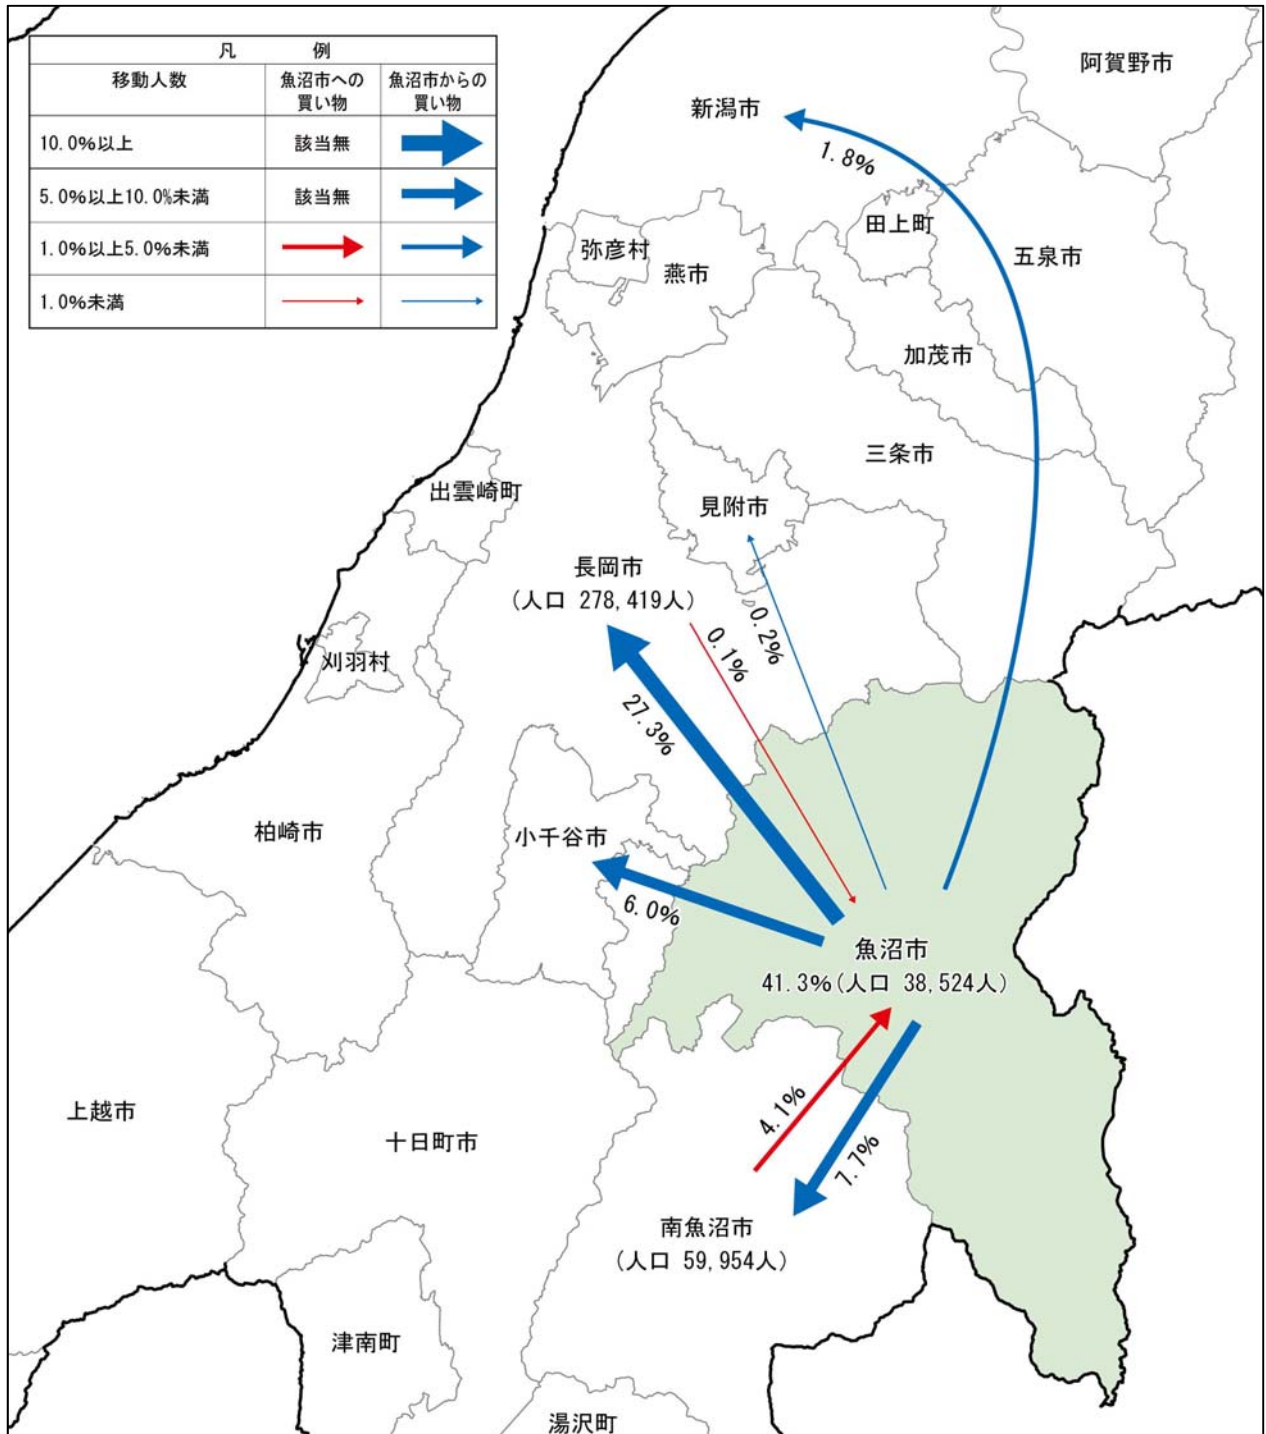 凡 例
移動人数
魚沼市への
買い物
魚沼市からの
買い物
10.0%以上
該当無
5.0%以上10.0%未満
該当無
1.0%以上5.0%未満
1.0%未満
阿賀野市
新潟市
1.8%
田上町
弥彦村
燕市
五泉市
加茂市
三条市
出雲崎町
見附市
長岡市
(人口 278,419人)
0.1%
0.2%
刈羽村
27.3%
柏崎市
小千谷市
6.0%
魚沼市
41.3%(人口 38,524人)
4.1%
7.7%
上越市
十日町市
南魚沼市
(人口 59,954人)
津南町
湯沢町